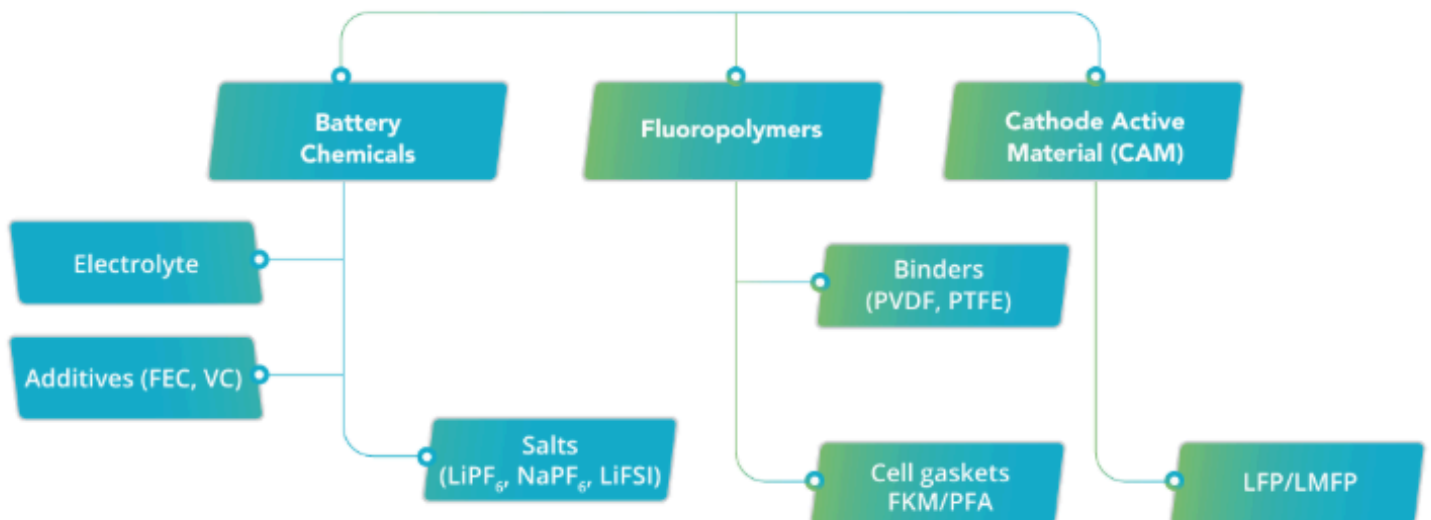 Battery
Chemicals
Fluoropolymers
Cathode Active
Material (CAM)
Electrolyte
Binders
(PVDF, PTFE)
Additives (FEC, VC)
Salts
(LiPF₆, NaPF₆, LiFSI)
Cell gaskets
FKM/PFA
LFP/LMFP